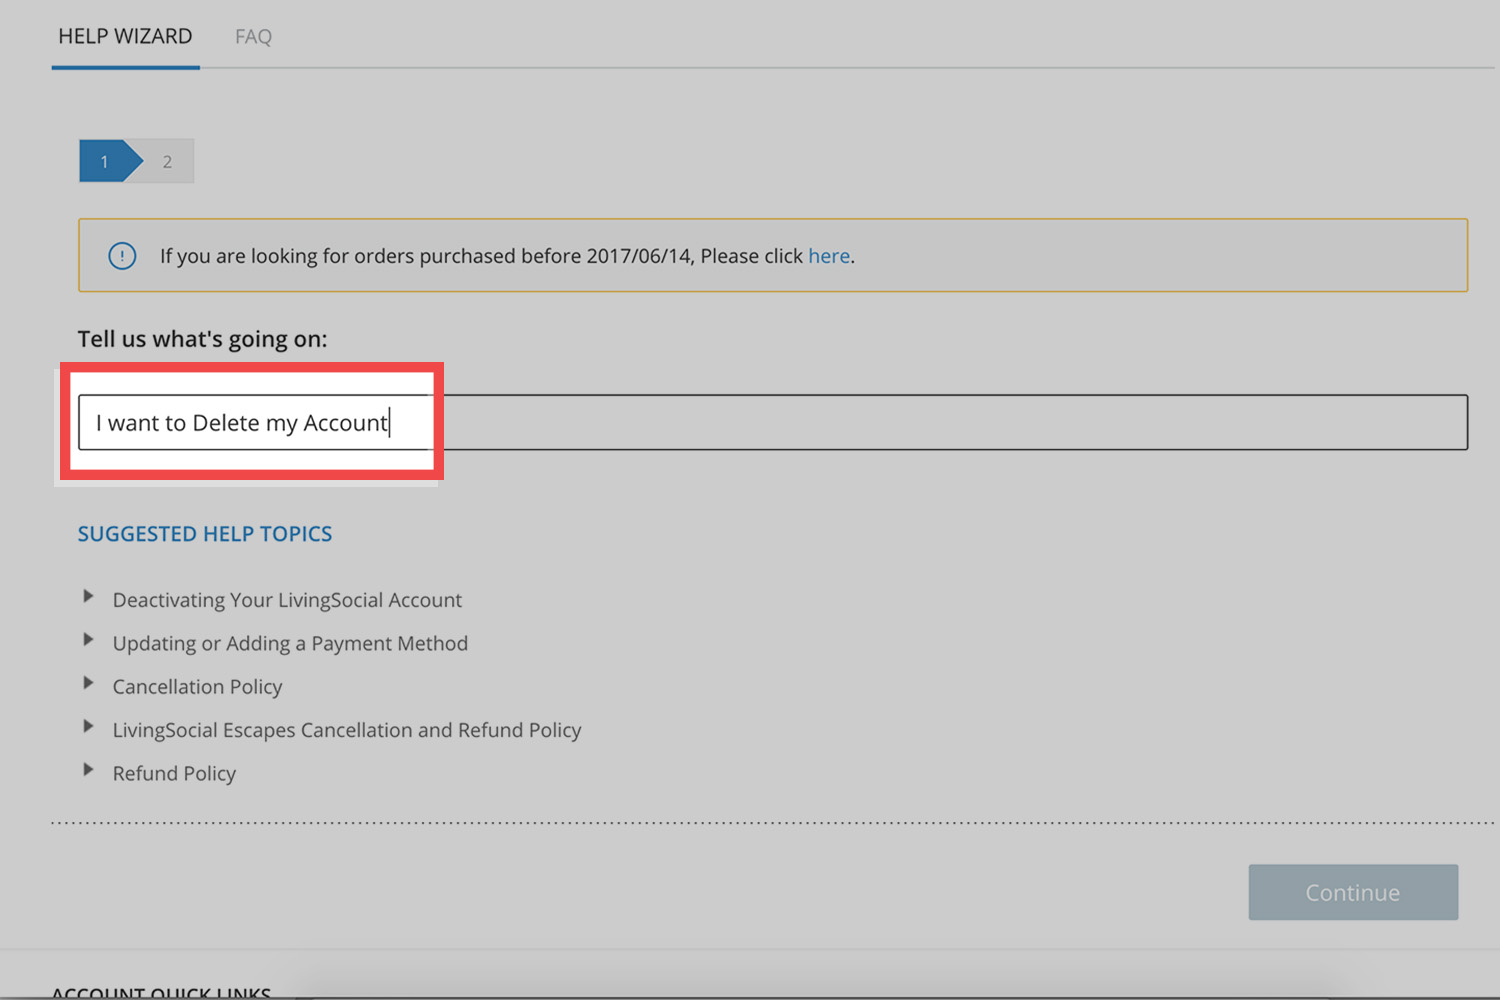 HELP WIZARD FAQ
1 2
If you are looking for orders purchased before 2017/06/14, Please click here.
Tell us what's going on:
I want to Delete my Account
SUGGESTED HELP TOPICS
Deactivating Your LivingSocial Account
Updating or Adding a Payment Method
Cancellation Policy
LivingSocial Escapes Cancellation and Refund Policy
Refund Policy
Continue
ACCOUNT QUICK LINKS